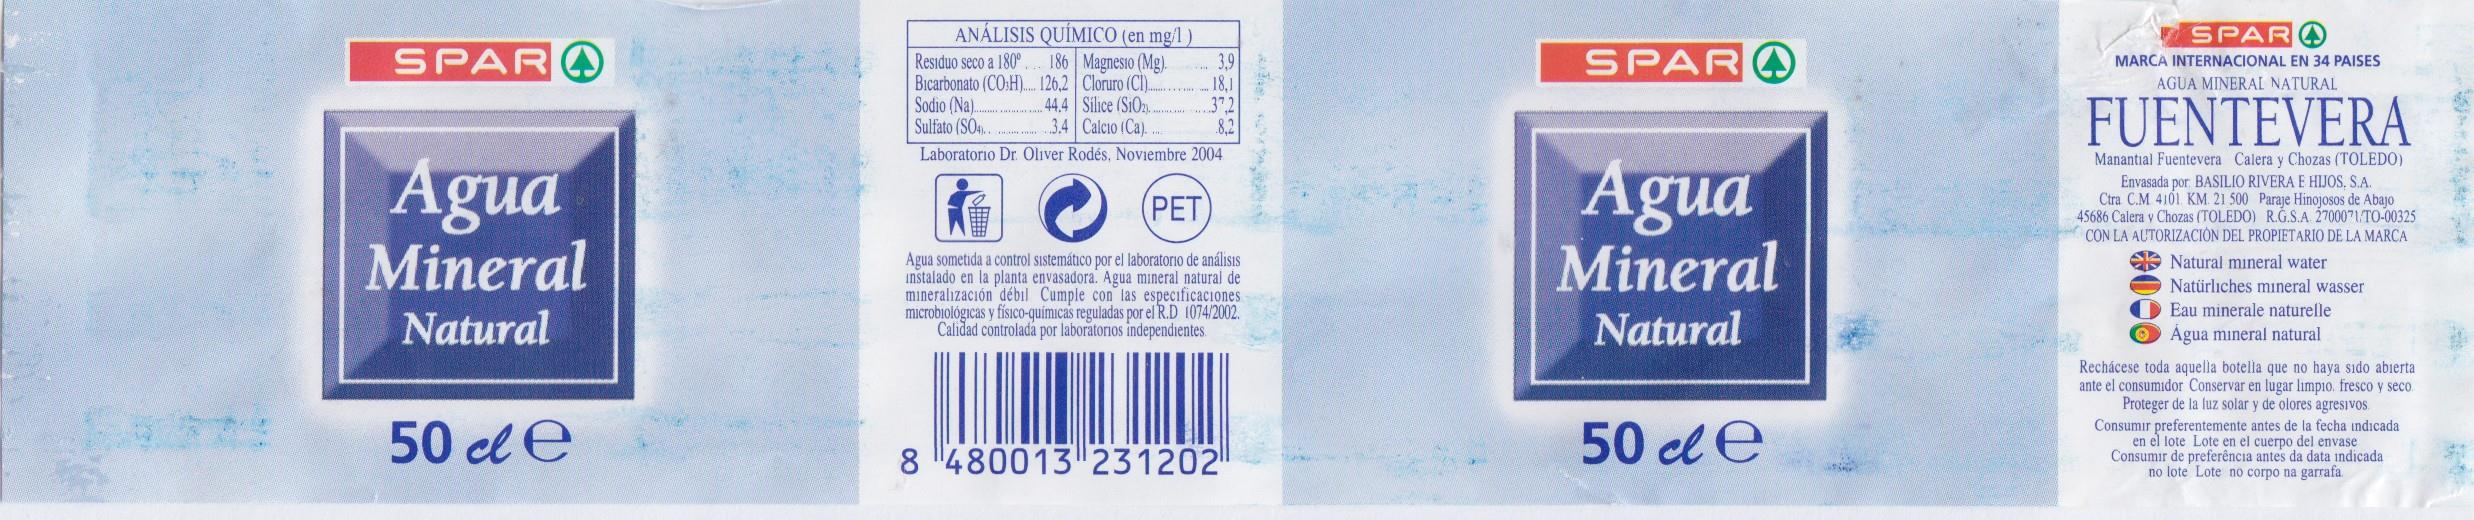 SPAR
Agua
Mineral
Natural
50 cl e
ANÁLISIS QUÍMICO (en mg/l)
Residuo seco a 180º .... 186 Magnesio (Mg). ... 3,9
Bicarbonato (CO₃H).... 126,2 Cloruro (Cl)............ 18,1
Sodio (Na)............... 44,4 Sílice (SiO₂)............37,2
Sulfato (SO₄). ............3,4 Calcio (Ca). ... 8,2
Laboratorio Dr. Oliver Rodés, Noviembre 2004
PET
Agua sometida a control sistemático por el laboratorio de análisis
instalado en la planta envasadora. Agua mineral natural de
mineralización débil Cumple con las especificaciones
microbiológicas y físico-químicas reguladas por el R.D 1074/2002.
Calidad controlada por laboratorios independientes.
8 480013 231202
SPAR
Agua
Mineral
Natural
50 cl e
SPAR
MARCA INTERNACIONAL EN 34 PAISES
AGUA MINERAL NATURAL
FUENTEVERA
Manantial Fuentevera Calera y Chozas (TOLEDO)
Envasada por: BASILIO RIVERA E HIJOS, S.A.
Ctra. C.M. 4101. KM. 21 500 Paraje Hinojosos de Abajo
45686 Calera y Chozas (TOLEDO) R.G.S.A. 2700071/TO-00325
CON LA AUTORIZACIÓN DEL PROPIETARIO DE LA MARCA
Natural mineral water
Natürliches mineral wasser
Eau minerale naturelle
Água mineral natural
Rechácese toda aquella botella que no haya sido abierta
ante el consumidor Conservar en lugar limpio, fresco y seco.
Proteger de la luz solar y de olores agresivos.
Consumir preferentemente antes de la fecha indicada
en el lote Lote en el cuerpo del envase
Consumir de preferência antes da data indicada
no lote Lote no corpo na garrafa.